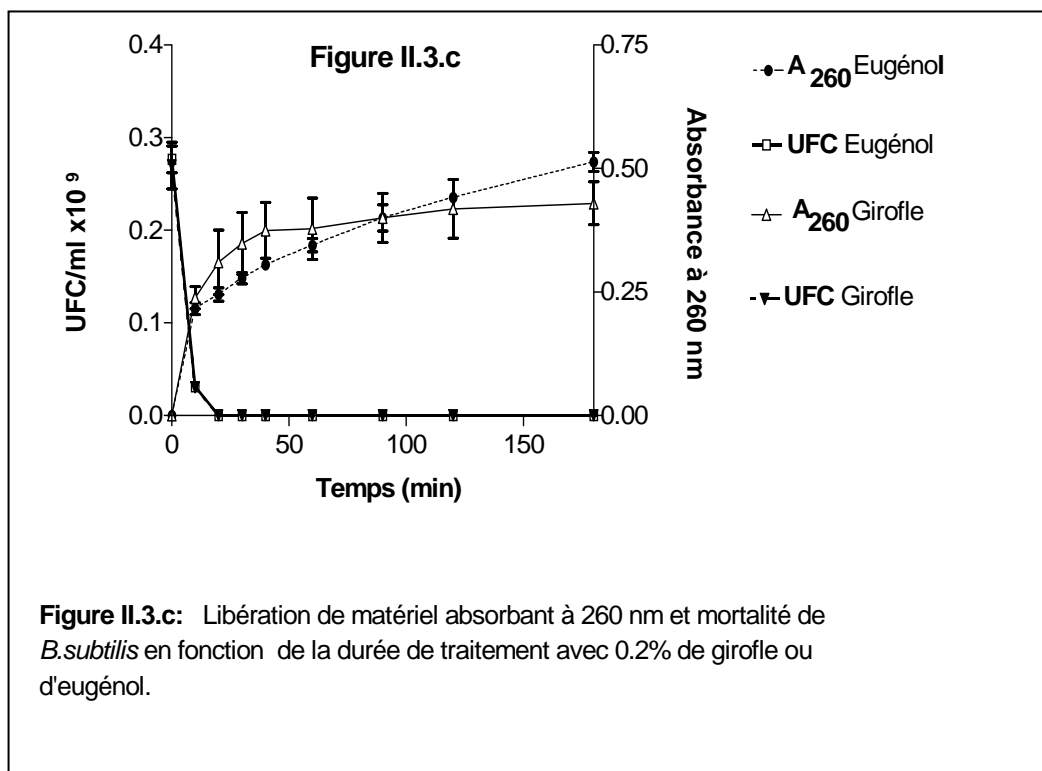 Figure II.3.c
0.4
0.3
0.2
0.1
0.0
UFC/ml x10 9
0
50
100
150
Temps (min)
0.75
0.50
0.25
0.00
Absorbance à 260 nm
A 260 Eugénol
UFC Eugénol
A 260 Girofle
UFC Girofle
Figure II.3.c: Libération de matériel absorbant à 260 nm et mortalité de
B.subtilis en fonction de la durée de traitement avec 0.2% de girofle ou
d'eugénol.